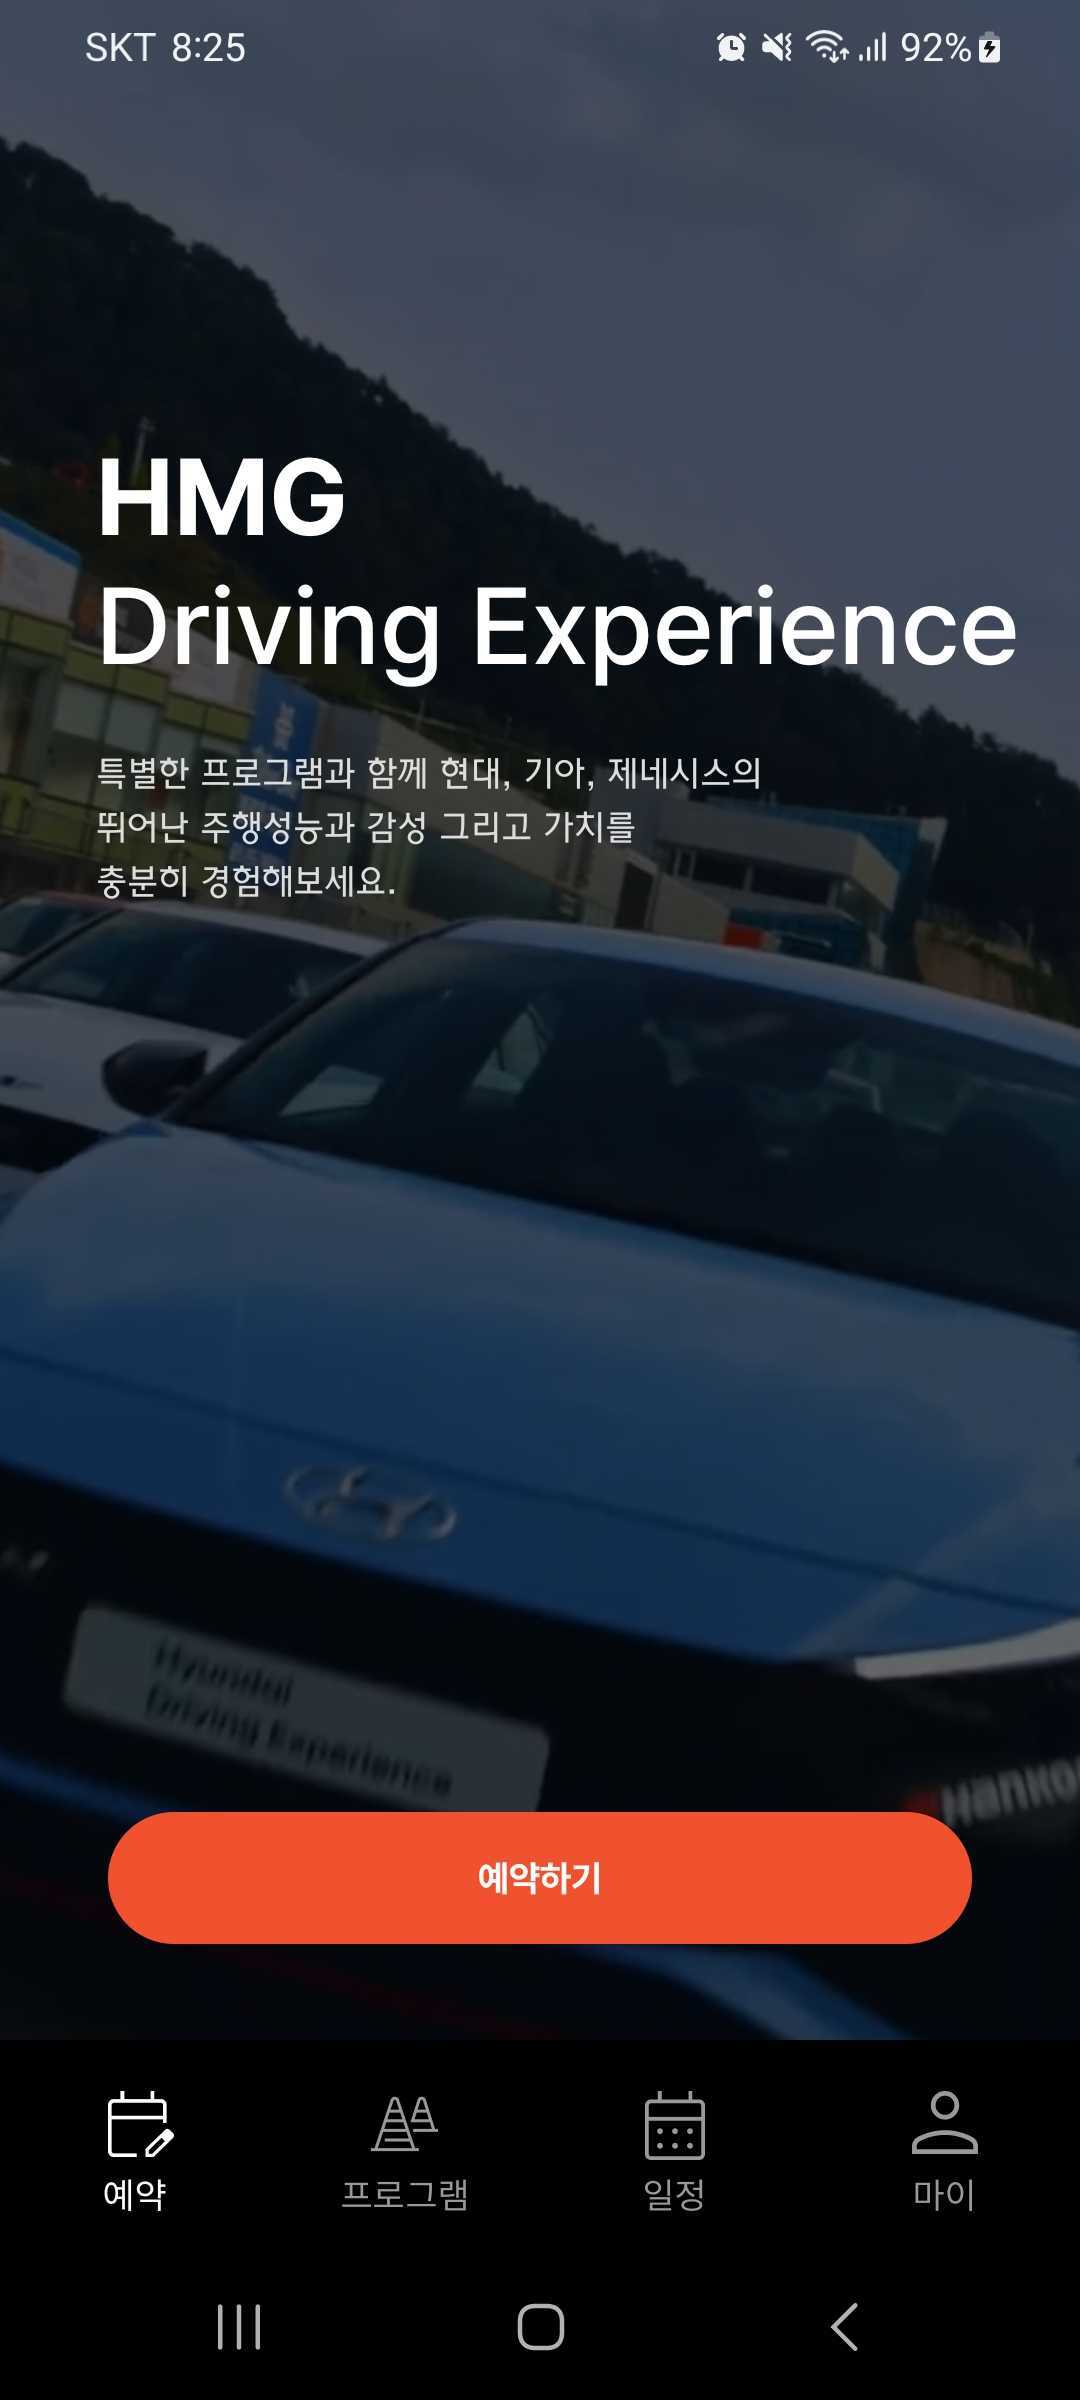 SKT 8:25
92%
HMG
Driving Experience
특별한 프로그램과 함께 현대, 기아, 제네시스의
뛰어난 주행성능과 감성 그리고 가치를
충분히 경험해보세요.
Hyundai
Driving Experience
예약하기
예약
프로그램
일정
마이